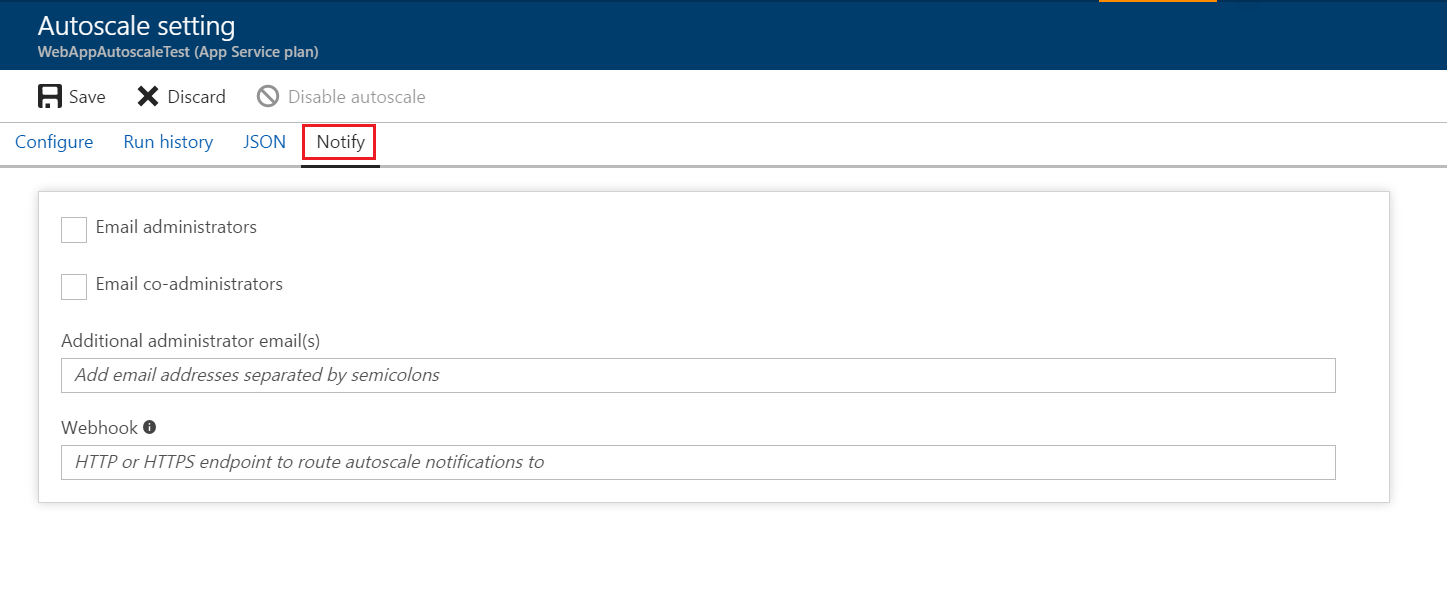 Autoscale setting
WebAppAutoscaleTest (App Service plan)
Save Discard Disable autoscale
Configure Run history JSON Notify
Email administrators
Email co-administrators
Additional administrator email(s)
Add email addresses separated by semicolons
Webhook
HTTP or HTTPS endpoint to route autoscale notifications to